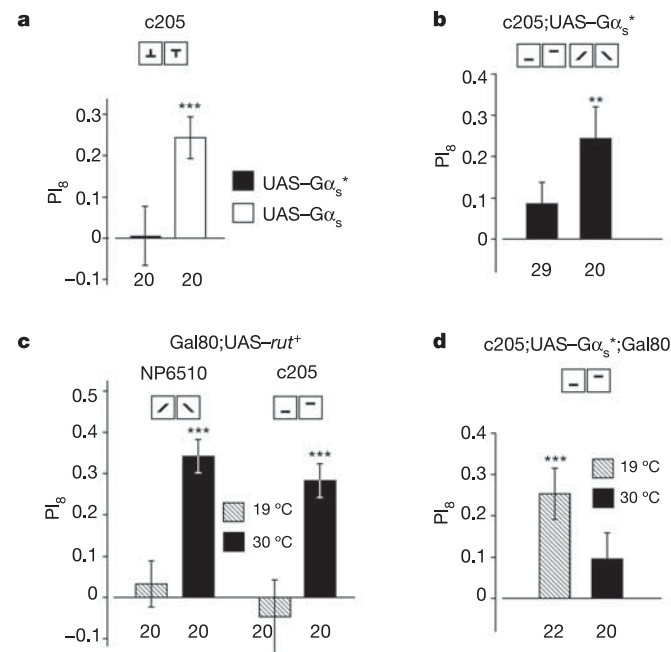 a
c205
0.3
0.2
0.1
0
−0.1
PI8
***
20 20
UAS–Gαs*
UAS–Gαs
b
c205;UAS–Gαs*
0.4
0.3
0.2
0.1
0
PI8
**
29 20
c
Gal80;UAS–rut+
NP6510 c205
0.5
0.4
0.3
0.2
0.1
0
−0.1
PI8
*** ***
19 °C
30 °C
20 20 20 20
d
c205;UAS–Gαs*;Gal80
0.4
0.3
0.2
0.1
0
PI8
***
19 °C
30 °C
22 20